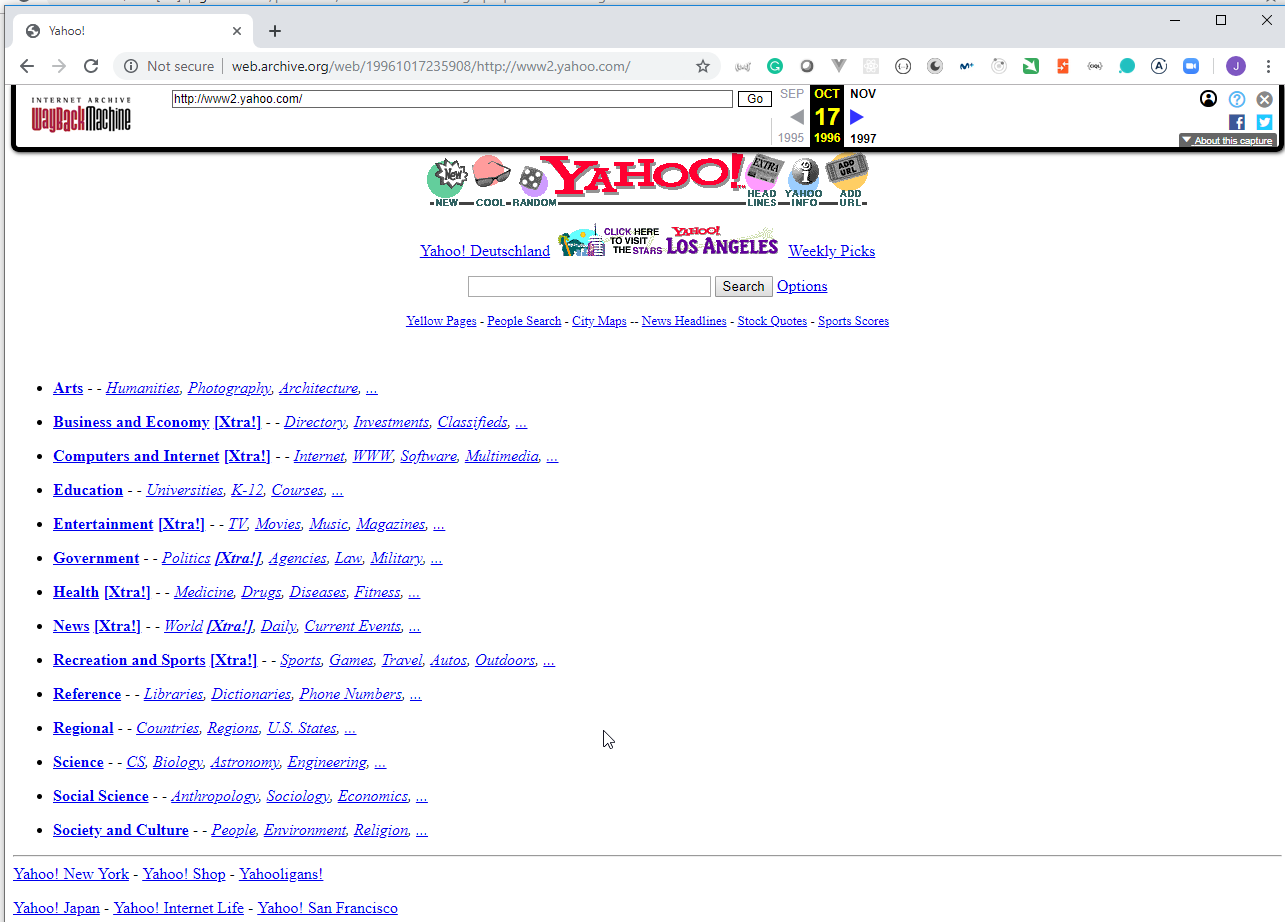 Yahoo!
Not secure | web.archive.org/web/19961017235908/http://www2.yahoo.com/
J
INTERNET ARCHIVE
WayBackMachine
http://www2.yahoo.com/ Go
SEP OCT NOV
17
1995 1996 1997
About this capture
New EXTRA i ADD URL
YAHOO!
NEW COOL RANDOM HEAD LINES YAHOO INFO ADD URL
Yahoo! Deutschland CLICK HERE TO VISIT THE STARS YAHOO! LOS ANGELES Weekly Picks
Search Options
Yellow Pages - People Search - City Maps -- News Headlines - Stock Quotes - Sports Scores
• Arts - - Humanities, Photography, Architecture, ...
• Business and Economy [Xtra!] - - Directory, Investments, Classifieds, ...
• Computers and Internet [Xtra!] - - Internet, WWW, Software, Multimedia, ...
• Education - - Universities, K-12, Courses, ...
• Entertainment [Xtra!] - - TV, Movies, Music, Magazines, ...
• Government - - Politics [Xtra!], Agencies, Law, Military, ...
• Health [Xtra!] - - Medicine, Drugs, Diseases, Fitness, ...
• News [Xtra!] - - World [Xtra!], Daily, Current Events, ...
• Recreation and Sports [Xtra!] - - Sports, Games, Travel, Autos, Outdoors, ...
• Reference - - Libraries, Dictionaries, Phone Numbers, ...
• Regional - - Countries, Regions, U.S. States, ...
• Science - - CS, Biology, Astronomy, Engineering, ...
• Social Science - - Anthropology, Sociology, Economics, ...
• Society and Culture - - People, Environment, Religion, ...
Yahoo! New York - Yahoo! Shop - Yahooligans!
Yahoo! Japan - Yahoo! Internet Life - Yahoo! San Francisco